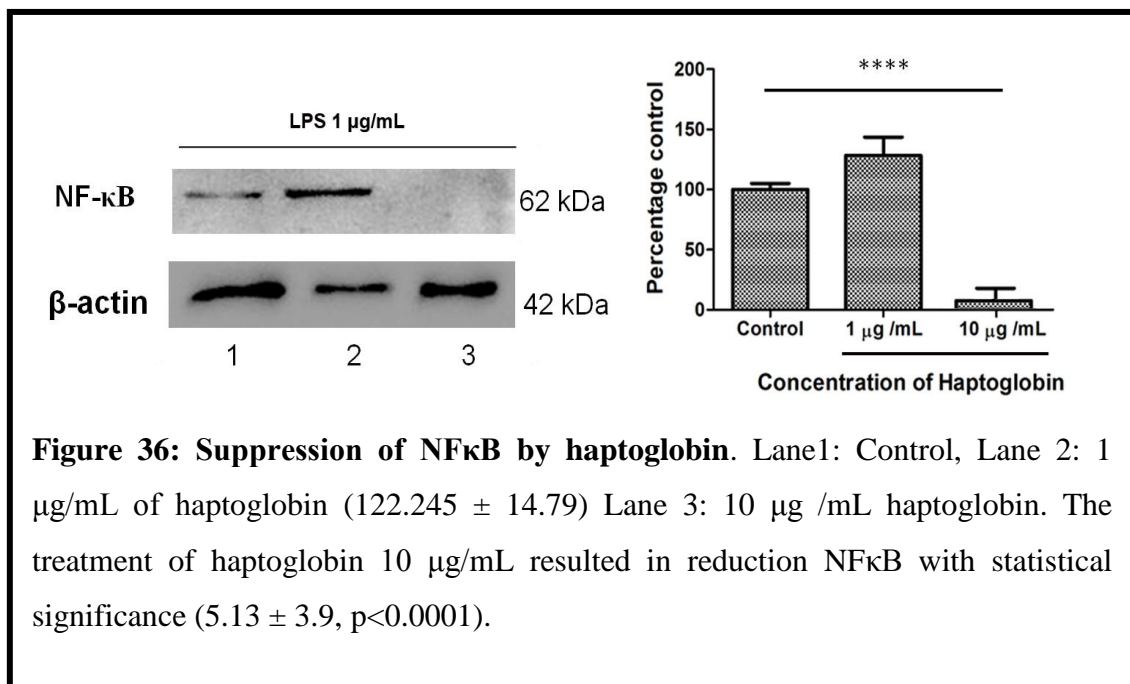 LPS 1 µg/mL
NF-κB
62 kDa
β-actin
42 kDa
1 2 3
****
200
150
100
50
0
Percentage control
Control 1 µg /mL 10 µg /mL
Concentration of Haptoglobin
Figure 36: Suppression of NFκB by haptoglobin. Lane1: Control, Lane 2: 1
µg/mL of haptoglobin (122.245 ± 14.79) Lane 3: 10 µg /mL haptoglobin. The
treatment of haptoglobin 10 µg/mL resulted in reduction NFκB with statistical
significance (5.13 ± 3.9, p<0.0001).